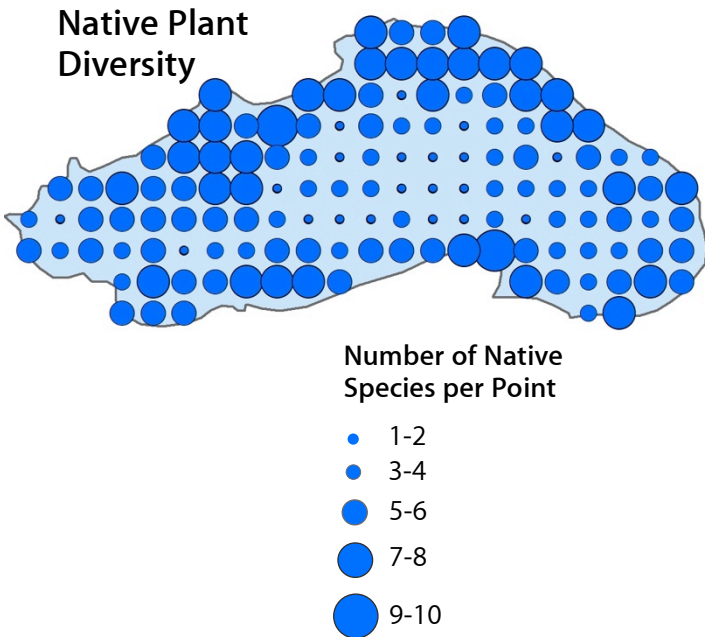 Native Plant
Diversity
Number of Native
Species per Point
1-2
3-4
5-6
7-8
9-10